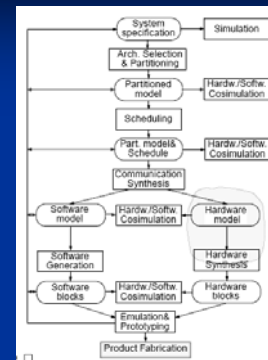 System
specification
Simulation
Arch. Selection
& Partitioning
Partitioned
model
Hardw./Softw.
Cosimulation
Scheduling
Part. model&
Schedule
Hardw./Softw.
Cosimulation
Communication
Synthesis
Software
model
Hardw./Softw.
Cosimulation
Hardware
model
Software
Generation
Hardware
Synthesis
Software
blocks
Hardw./Softw.
Cosimulation
Hardware
blocks
Emulation&
Prototyping
Product Fabrication